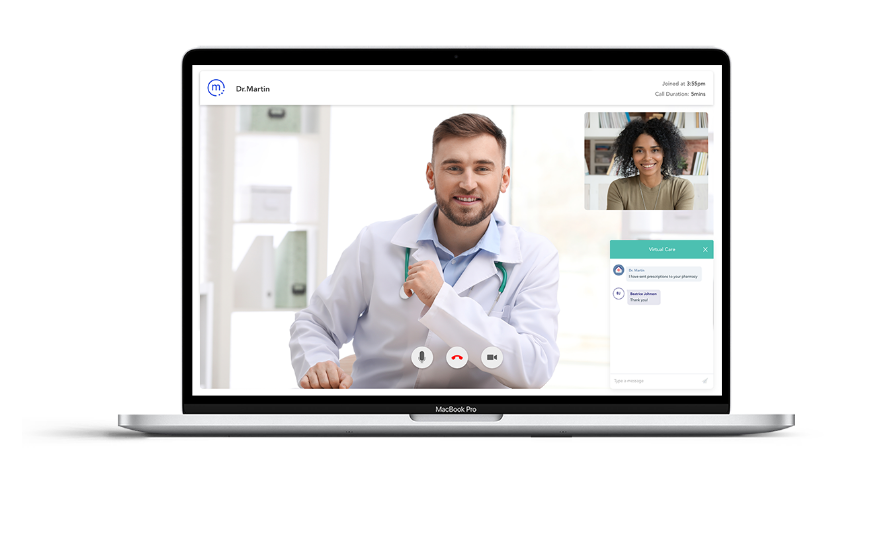 m
Dr.Martin
Joined at 3:55pm
Call Duration: 5mins
Virtual Care
X
Dr. Martin
I have sent prescriptions to your pharmacy
BJ
Beatrice Johnson
Thank you!
Type a message
MacBook Pro